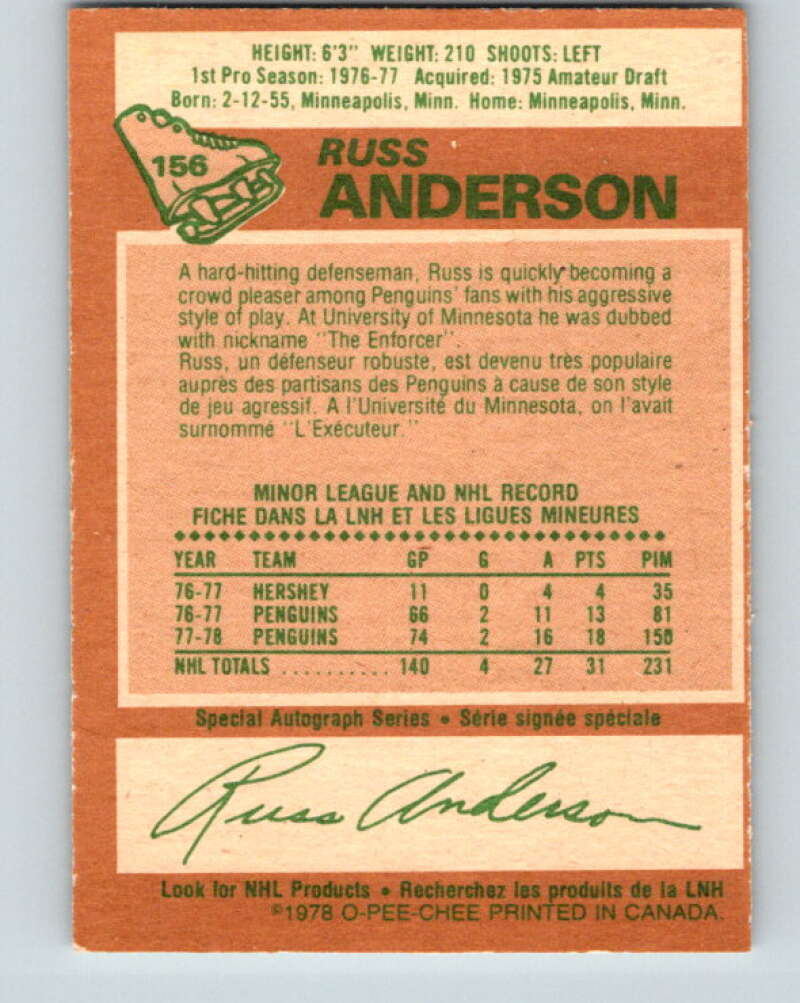 HEIGHT: 6'3" WEIGHT: 210 SHOOTS: LEFT
1st Pro Season: 1976-77 Acquired: 1975 Amateur Draft
Born: 2-12-55, Minneapolis, Minn. Home: Minneapolis, Minn.
156
RUSS
ANDERSON
A hard-hitting defenseman, Russ is quickly becoming a
crowd pleaser among Penguins' fans with his aggressive
style of play. At University of Minnesota he was dubbed
with nickname "The Enforcer".
Russ, un défenseur robuste, est devenu très populaire
auprès des partisans des Penguins à cause de son style
de jeu agressif. A l'Université du Minnesota, on l'avait
surnommé "L'Exécuteur."
MINOR LEAGUE AND NHL RECORD
FICHE DANS LA LNH ET LES LIGUES MINEURES
YEAR TEAM GP G A PTS PIM
76-77 HERSHEY 11 0 4 4 35
76-77 PENGUINS 66 2 11 13 81
77-78 PENGUINS 74 2 16 18 150
NHL TOTALS .......... 140 4 27 31 231
Special Autograph Series • Série signée spéciale
Russ Anderson
Look for NHL Products • Recherchez les produits de la LNH
©1978 O-PEE-CHEE PRINTED IN CANADA.